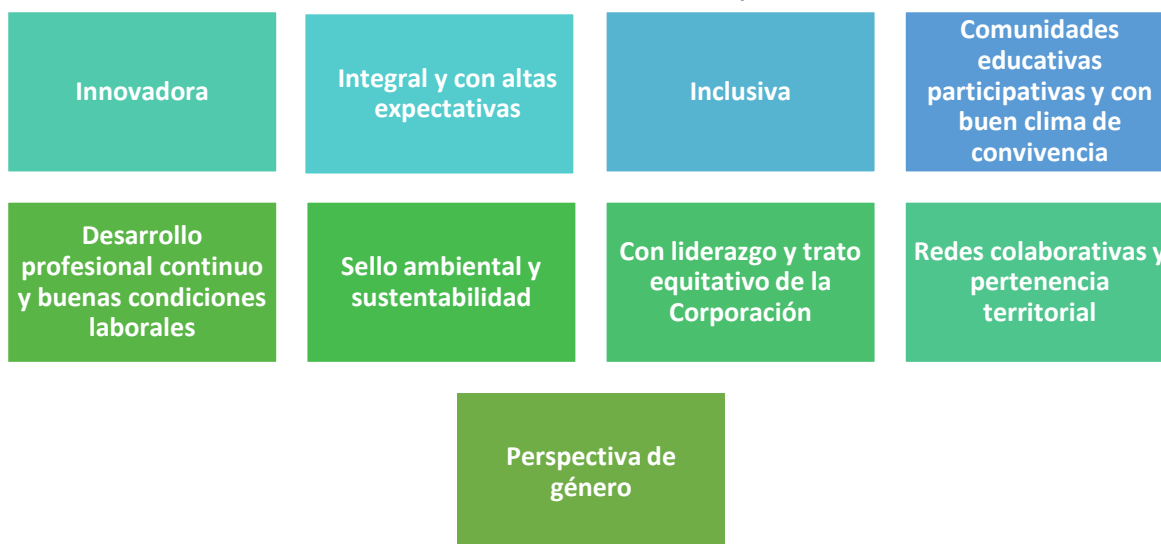 Innovadora
Integral y con altas
expectativas
Inclusiva
Comunidades
educativas
participativas y con
buen clima de
convivencia
Desarrollo
profesional continuo
y buenas condiciones
laborales
Sello ambiental y
sustentabilidad
Con liderazgo y trato
equitativo de la
Corporación
Redes colaborativas y
pertenencia
territorial
Perspectiva de
género